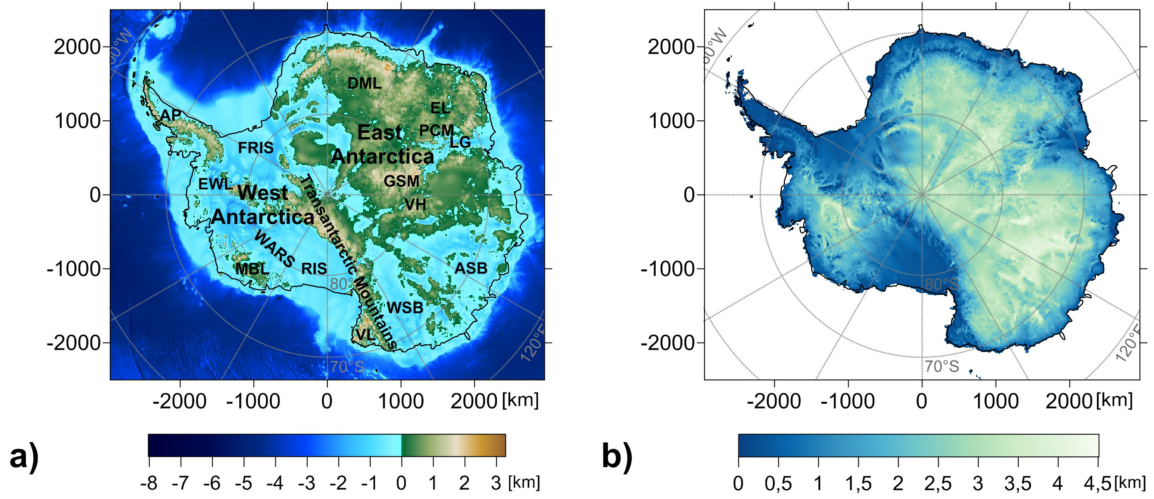 60°W
2000
1000
0
-1000
-2000
DML
EL
AP
East
Antarctica
PCM
LG
FRIS
GSM
EWL
West
Antarctica
VH
Transantarctic Mountains
WARS
MBL
RIS
ASB
80°
WSB
VL
70°S
120°E
-2000 -1000 0 1000 2000 [km]
a)
-8 -7 -6 -5 -4 -3 -2 -1 0 1 2 3 [km]
60°W
2000
1000
0
-1000
-2000
80°S
70°S
120°E
-2000 -1000 0 1000 2000 [km]
b)
0 0,5 1 1,5 2 2,5 3 3,5 4 4,5 [km]